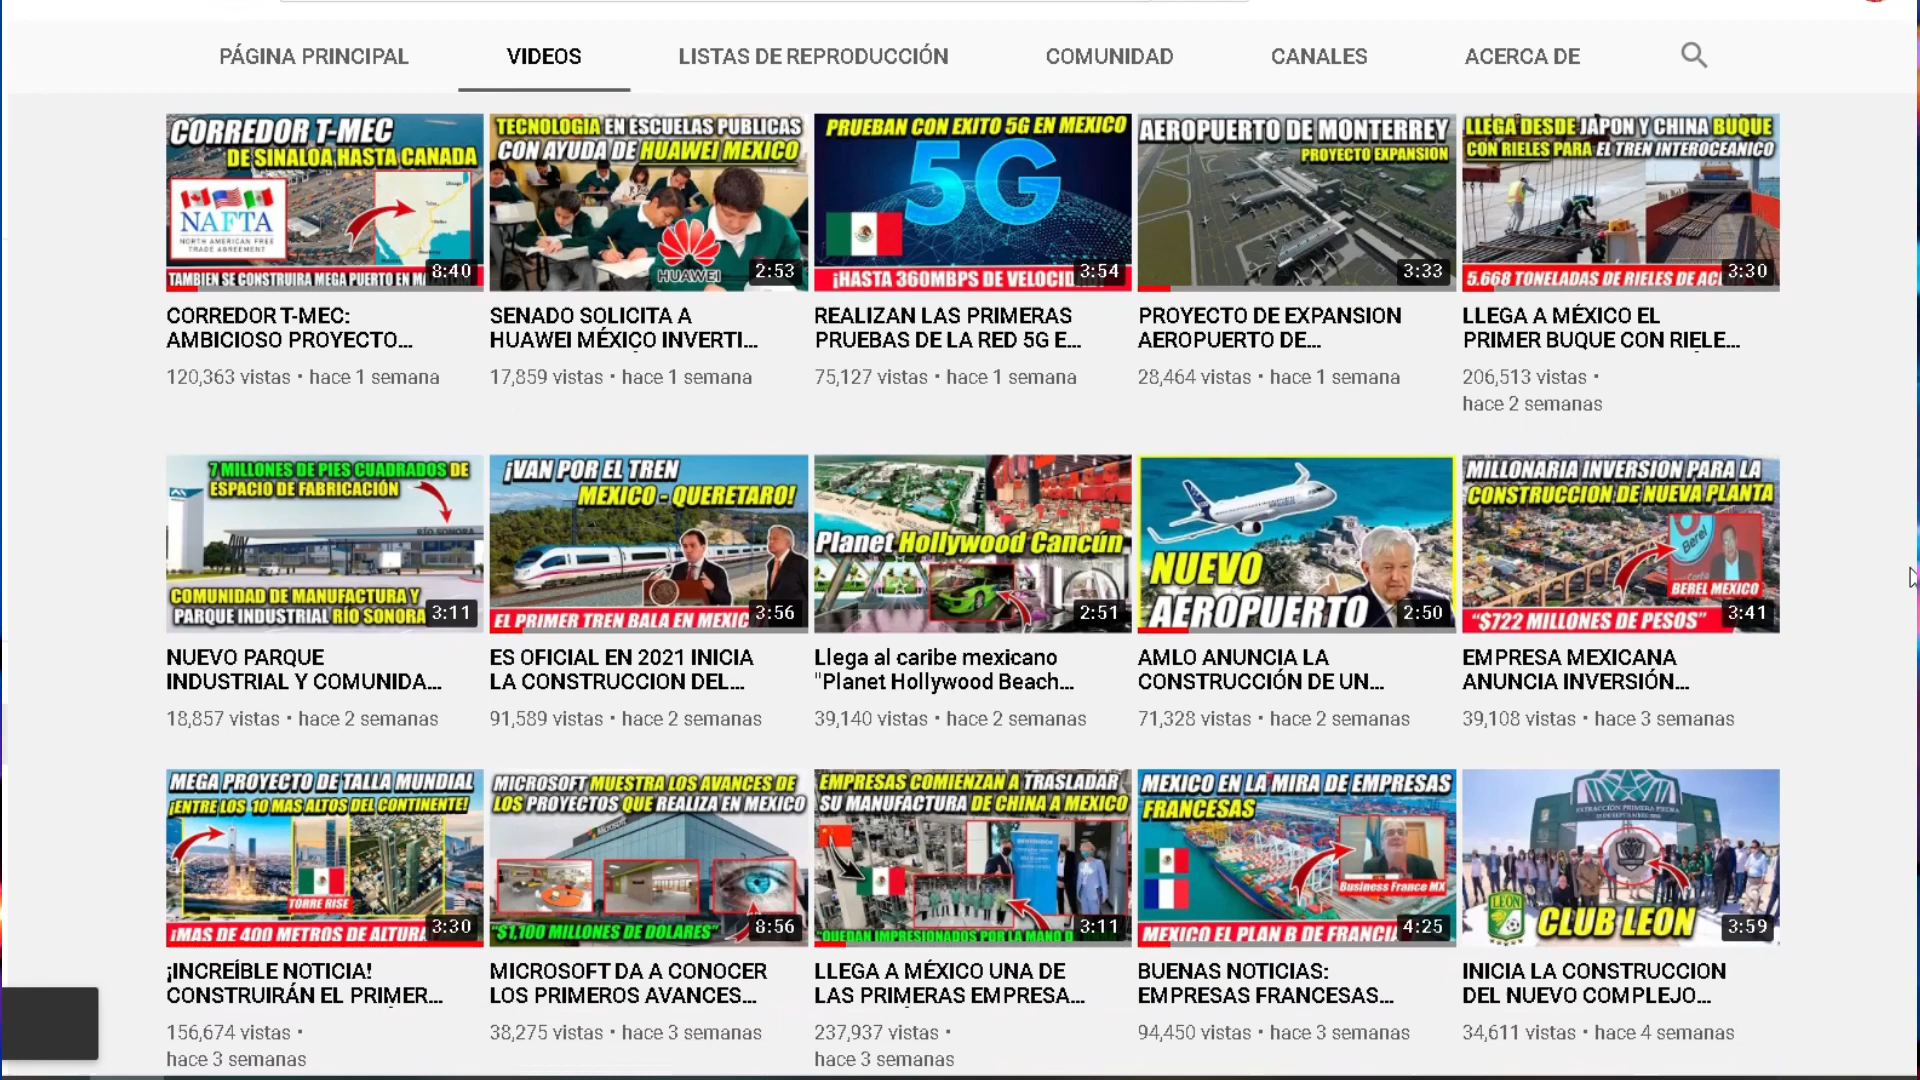 PÁGINA PRINCIPAL
VIDEOS
LISTAS DE REPRODUCCIÓN
COMUNIDAD
CANALES
ACERCA DE
CORREDOR T-MEC
DE SINALOA HASTA CANADA
NAFTA
NORTH AMERICAN FREE
TRADE AGREEMENT
TAMBIEN SE CONSTRUIRA MEGA PUERTO EN
8:40
TECNOLOGIA EN ESCUELAS PUBLICAS
CON AYUDA DE HUAWEI MEXICO
HUAWEI
2:53
PRUEBAN CON EXITO 5G EN MEXICO
5G
¡HASTA 360MBPS DE
3:54
AEROPUERTO DE MONTERREY
PROYECTO EXPANSION
3:33
LLEGA DESDE JAPON Y CHINA BUQUE
CON RIELES PARA EL TREN INTEROCEANICO
5.668 TONELADAS DE RIELES DE
3:30
CORREDOR T-MEC:
AMBICIOSO PROYECTO...
120,363 vistas • hace 1 semana
SENADO SOLICITA A
HUAWEI MÉXICO INVERTI...
17,859 vistas • hace 1 semana
REALIZAN LAS PRIMERAS
PRUEBAS DE LA RED 5G E...
75,127 vistas • hace 1 semana
PROYECTO DE EXPANSION
AEROPUERTO DE...
28,464 vistas • hace 1 semana
LLEGA A MÉXICO EL
PRIMER BUQUE CON RIELE...
206,513 vistas •
hace 2 semanas
7 MILLONES DE PIES CUADRADOS DE
ESPACIO DE FABRICACIÓN
RÍO SONORA
COMUNIDAD DE MANUFACTURA Y
PARQUE INDUSTRIAL RÍO SONORA
3:11
¡VAN POR EL TREN
MEXICO - QUERETARO!
EL PRIMER TREN BALA EN MEXIC
3:56
Planet Hollywood Cancún
2:51
NUEVO
AEROPUERTO
2:50
MILLONARIA INVERSION PARA LA
CONSTRUCCION DE NUEVA PLANTA
Berel
BEREL MEXICO
"$722 MILLONES DE PESOS"
3:41
NUEVO PARQUE
INDUSTRIAL Y COMUNIDA...
18,857 vistas • hace 2 semanas
ES OFICIAL EN 2021 INICIA
LA CONSTRUCCION DEL...
91,589 vistas • hace 2 semanas
Llega al caribe mexicano
"Planet Hollywood Beach...
39,140 vistas • hace 2 semanas
AMLO ANUNCIA LA
CONSTRUCCIÓN DE UN...
71,328 vistas • hace 2 semanas
EMPRESA MEXICANA
ANUNCIA INVERSIÓN...
39,108 vistas • hace 3 semanas
MEGA PROYECTO DE TALLA MUNDIAL
¡ENTRE LOS 10 MAS ALTOS DEL CONTINENTE!
TORRE RISE
¡MAS DE 400 METROS DE ALTURA
3:30
MICROSOFT MUESTRA LOS AVANCES DE
LOS PROYECTOS QUE REALIZA EN MEXICO
"$1,100 MILLONES DE DOLARES"
8:56
EMPRESAS COMIENZAN A TRASLADAR
SU MANUFACTURA DE CHINA A MEXICO
"QUEDAN IMPRESIONADOS POR LA MANO
3:11
MEXICO EN LA MIRA DE EMPRESAS
FRANCESAS
Business France MX
MEXICO EL PLAN B DE FRANCIA
4:25
EXTRACCIÓN PRIMERA PIEDRA
LEON
CLUB LEON
3:59
¡INCREÍBLE NOTICIA!
CONSTRUIRÁN EL PRIMER...
156,674 vistas •
hace 3 semanas
MICROSOFT DA A CONOCER
LOS PRIMEROS AVANCES...
38,275 vistas • hace 3 semanas
LLEGA A MÉXICO UNA DE
LAS PRIMERAS EMPRESA...
237,937 vistas •
hace 3 semanas
BUENAS NOTICIAS:
EMPRESAS FRANCESAS...
94,450 vistas • hace 3 semanas
INICIA LA CONSTRUCCION
DEL NUEVO COMPLEJO...
34,611 vistas • hace 4 semanas